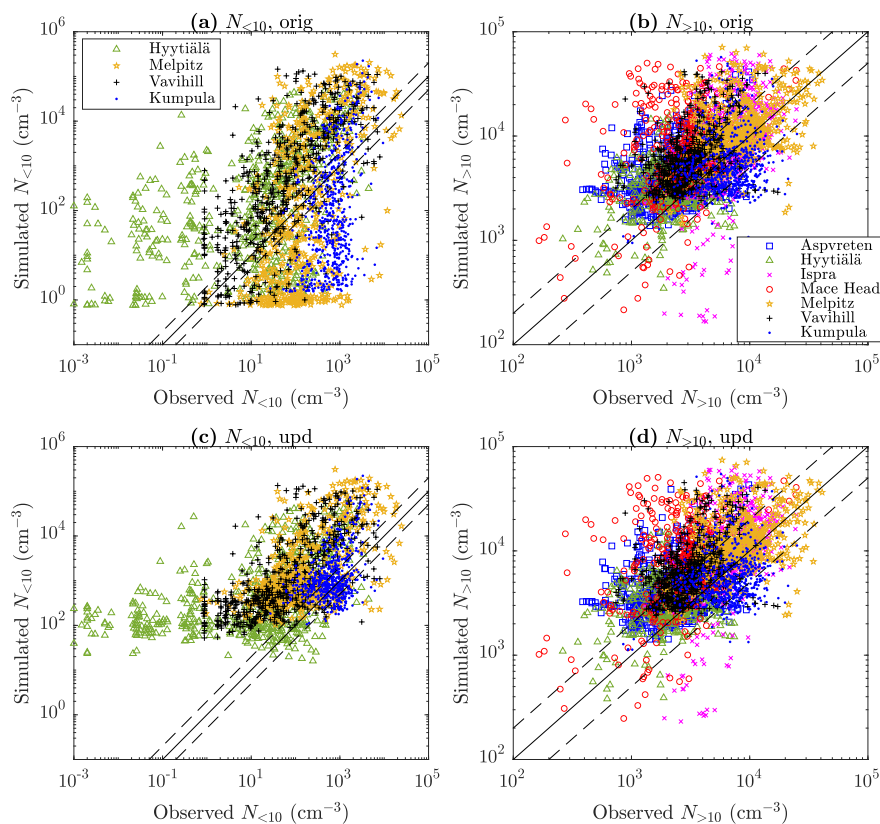 (a) N<10, orig
(b) N>10, orig
10^6
10^4
10^2
10^0
Simulated N<10 (cm−3)
Hyytiälä
Melpitz
Vavihill
Kumpula
10^−3
10^−1
10^1
10^3
10^5
Observed N<10 (cm−3)
10^5
10^4
10^3
10^2
Simulated N>10 (cm−3)
Aspvreten
Hyytiälä
Ispra
Mace Head
Melpitz
Vavihill
Kumpula
10^2
10^3
10^4
10^5
Observed N>10 (cm−3)
(c) N<10, upd
(d) N>10, upd
10^6
10^4
10^2
10^0
Simulated N<10 (cm−3)
10^−3
10^−1
10^1
10^3
10^5
Observed N<10 (cm−3)
10^5
10^4
10^3
10^2
Simulated N>10 (cm−3)
10^2
10^3
10^4
10^5
Observed N>10 (cm−3)